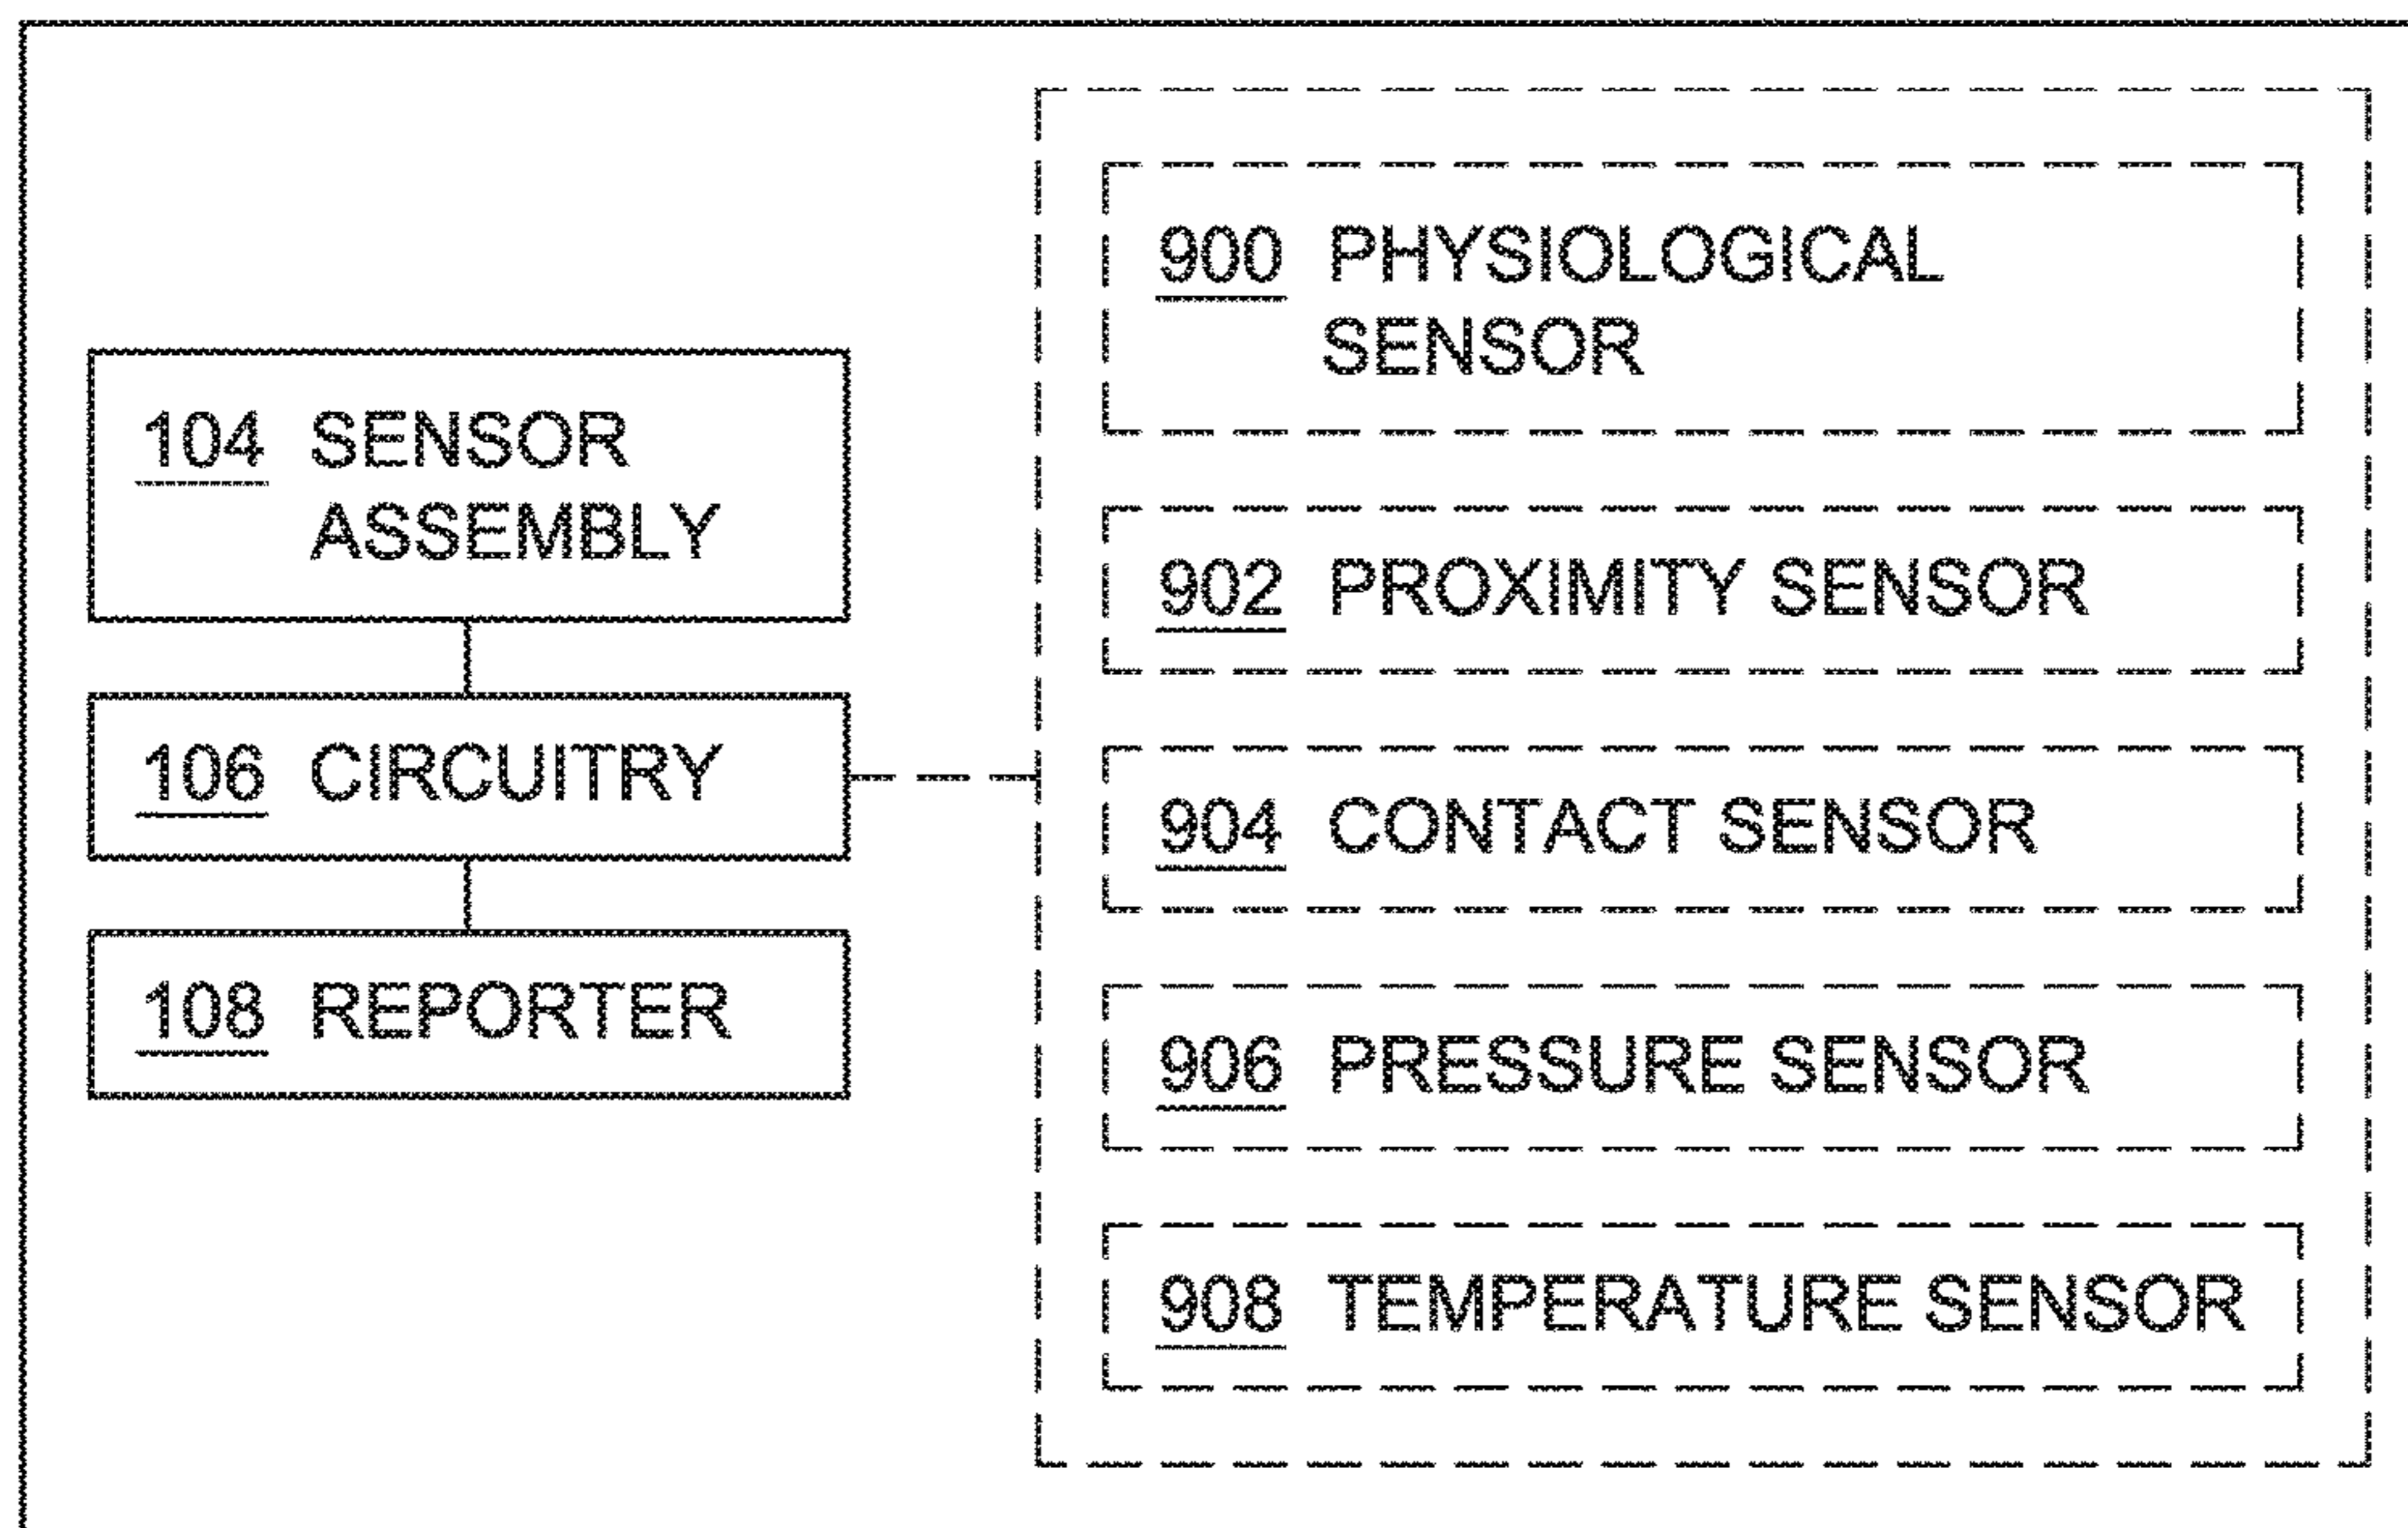 104 SENSOR
ASSEMBLY
106 CIRCUITRY
108 REPORTER
900 PHYSIOLOGICAL
SENSOR
902 PROXIMITY SENSOR
904 CONTACT SENSOR
906 PRESSURE SENSOR
908 TEMPERATURE SENSOR